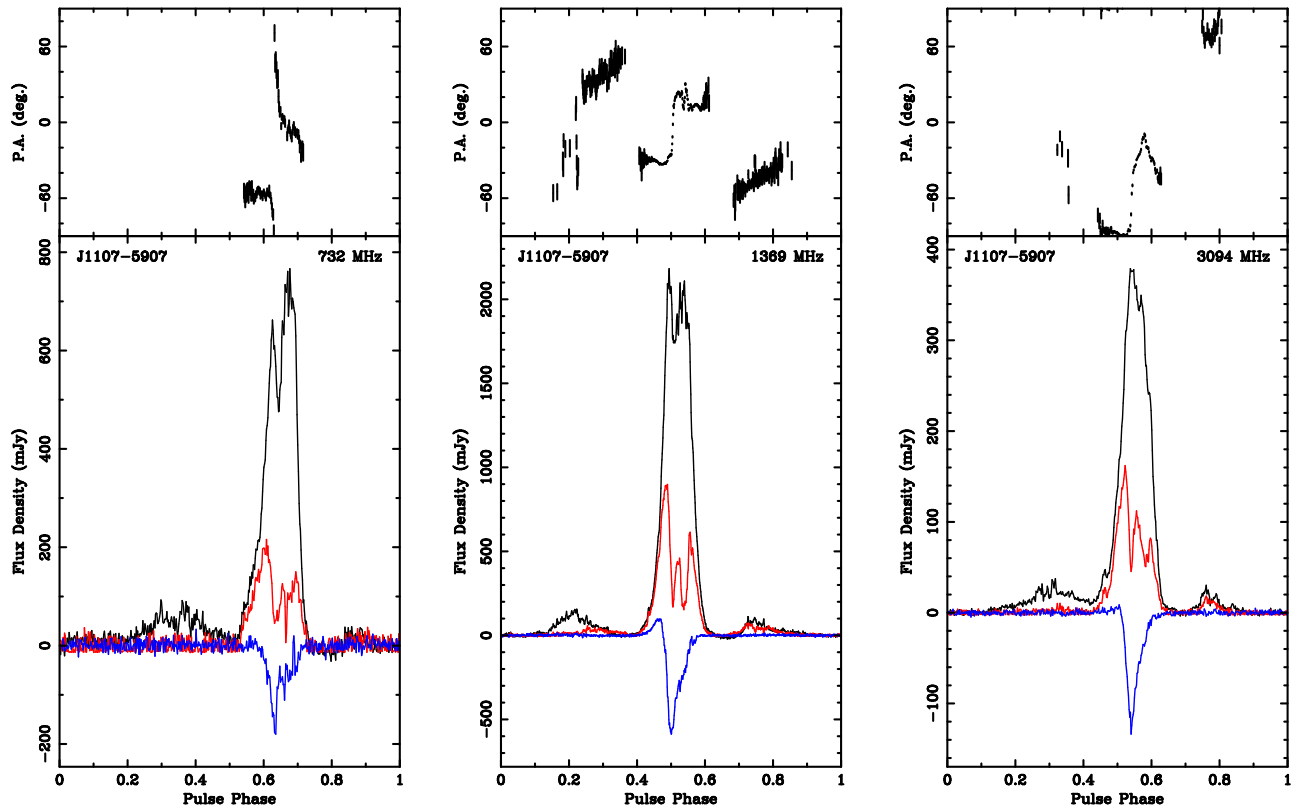 60
0
-60
P.A. (deg.)
J1107-5907 732 MHz
800
600
400
200
0
-200
Flux Density (mJy)
0 0.2 0.4 0.6 0.8 1
Pulse Phase
60
0
-60
P.A. (deg.)
J1107-5907 1369 MHz
2000
1500
1000
500
0
-500
Flux Density (mJy)
0 0.2 0.4 0.6 0.8 1
Pulse Phase
60
0
-60
P.A. (deg.)
J1107-5907 3094 MHz
400
300
200
100
0
-100
Flux Density (mJy)
0 0.2 0.4 0.6 0.8 1
Pulse Phase